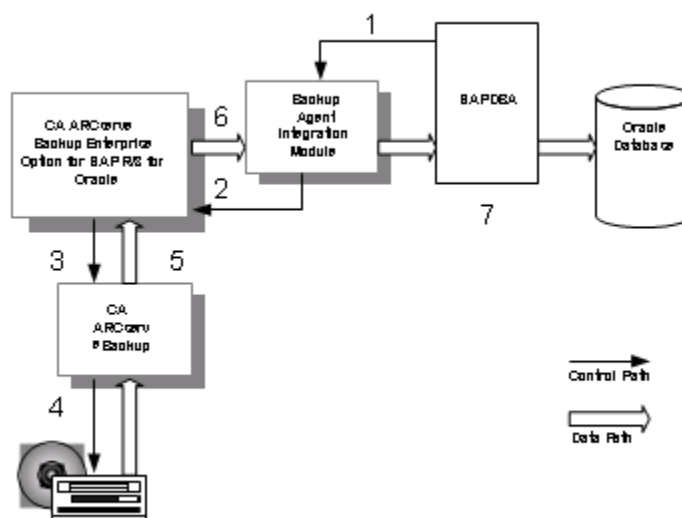 1
CA ARCserve
Backup Enterprise
Option for SAP R/3 for
Oracle
6
Backup
Agent
Integration
Module
SAPDBA
Oracle
Database
2
7
3
5
CA
ARCserv
e Backup
4
Control Path
Data Path